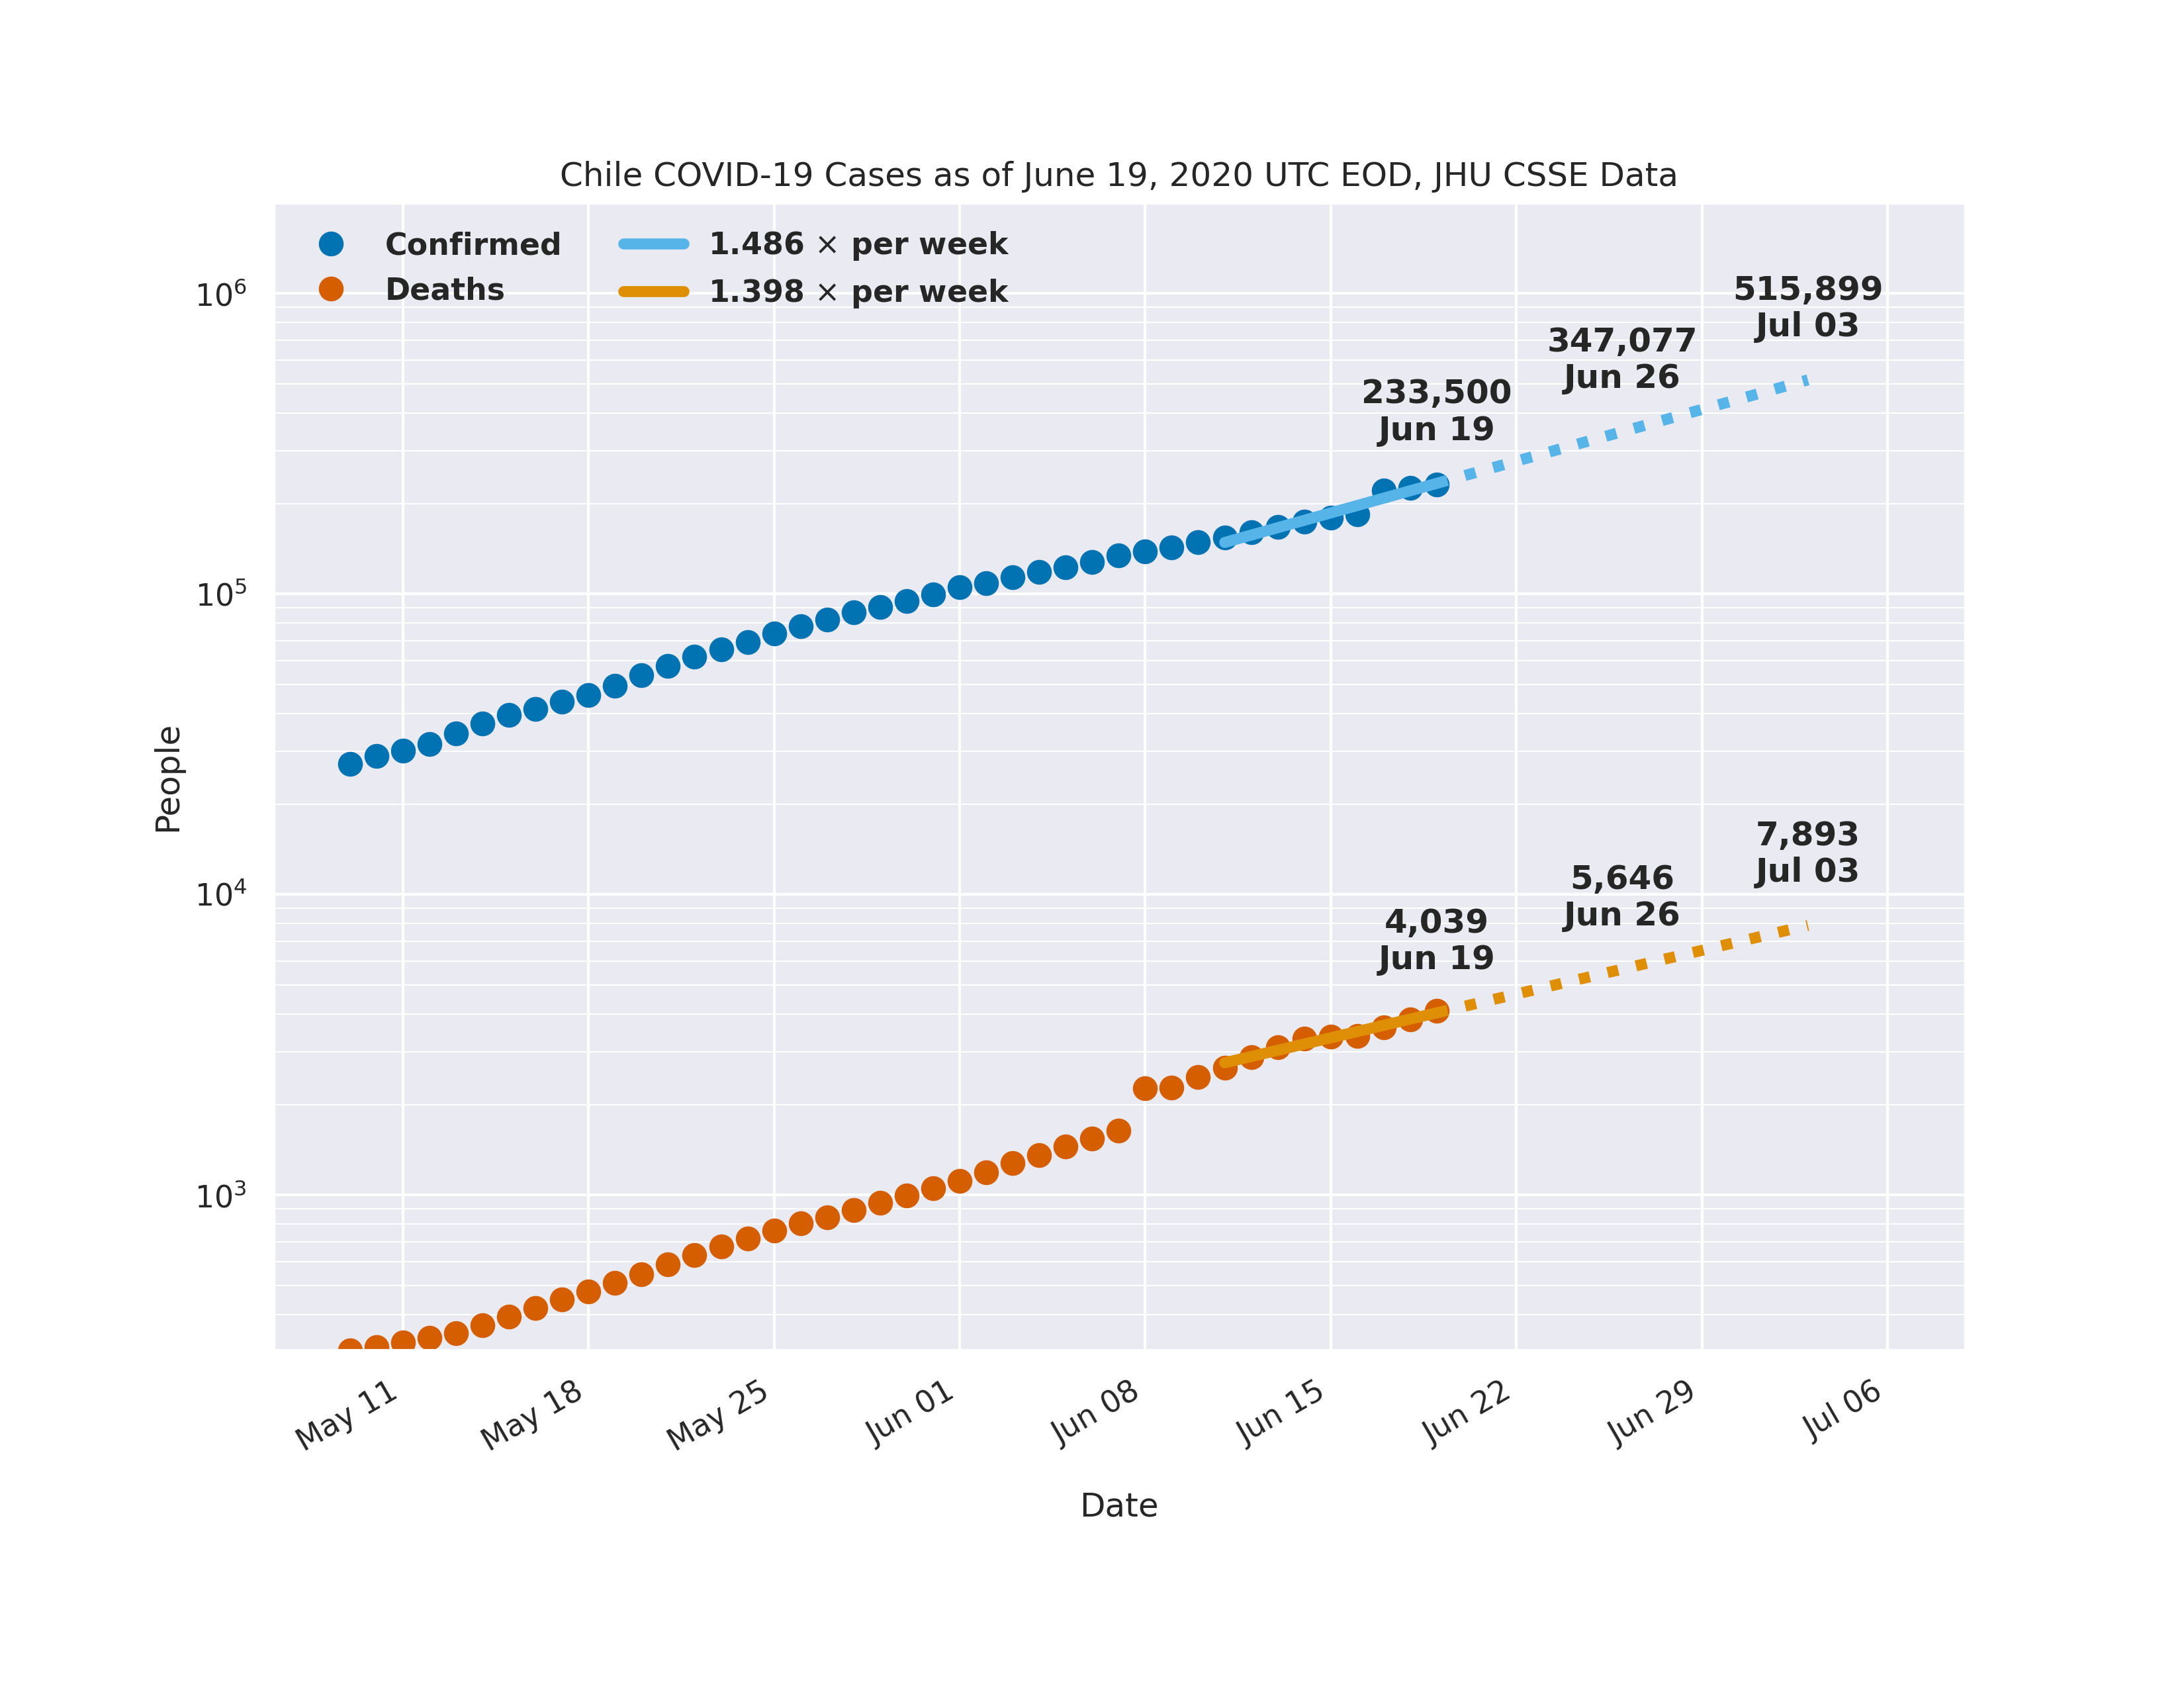 Chile COVID-19 Cases as of June 19, 2020 UTC EOD, JHU CSSE Data
Confirmed
Deaths
1.486 × per week
1.398 × per week
515,899
Jul 03
347,077
Jun 26
233,500
Jun 19
7,893
Jul 03
5,646
Jun 26
4,039
Jun 19
10⁶
10⁵
10⁴
10³
People
May 11
May 18
May 25
Jun 01
Jun 08
Jun 15
Jun 22
Jun 29
Jul 06
Date